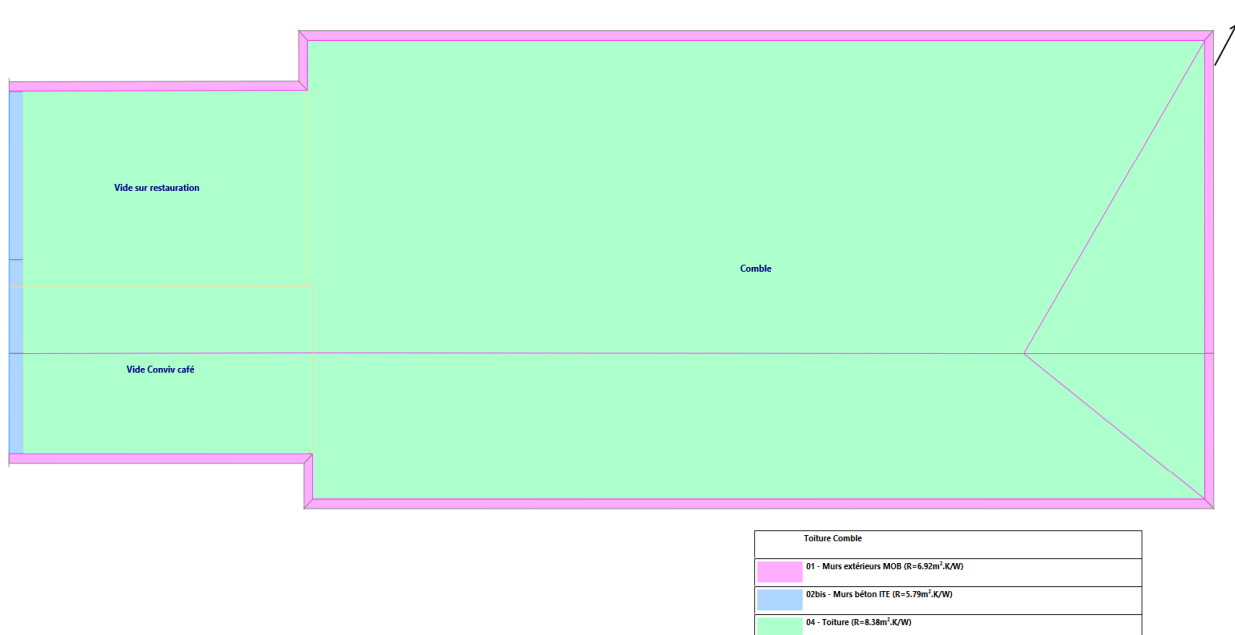 Vide sur restauration
Comble
Vide Conviv café
Toiture Comble
01 - Murs extérieurs MOB (R=6.92m².K/W)
02bis - Murs béton ITE (R=5.79m².K/W)
04 - Toiture (R=8.38m².K/W)